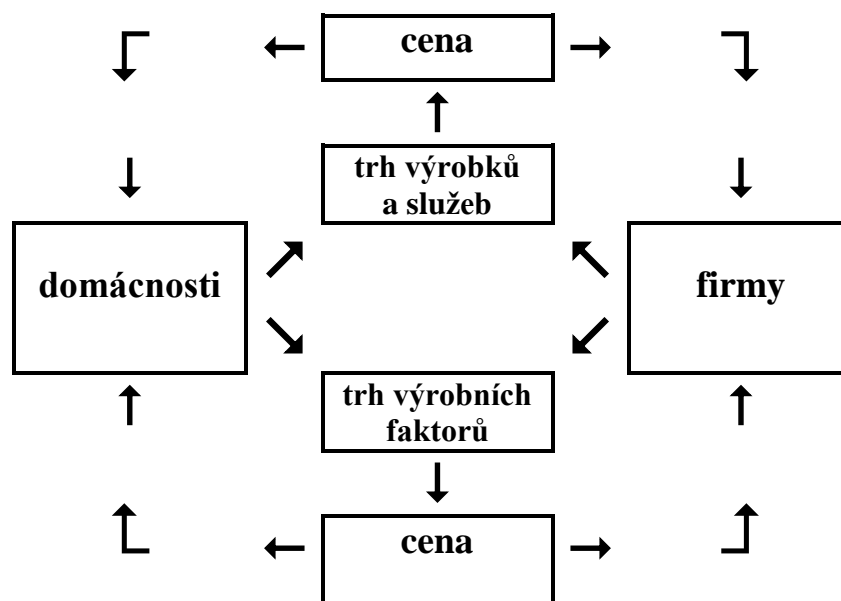 cena
trh výrobků
a služeb
domácnosti
firmy
trh výrobních
faktorů
cena